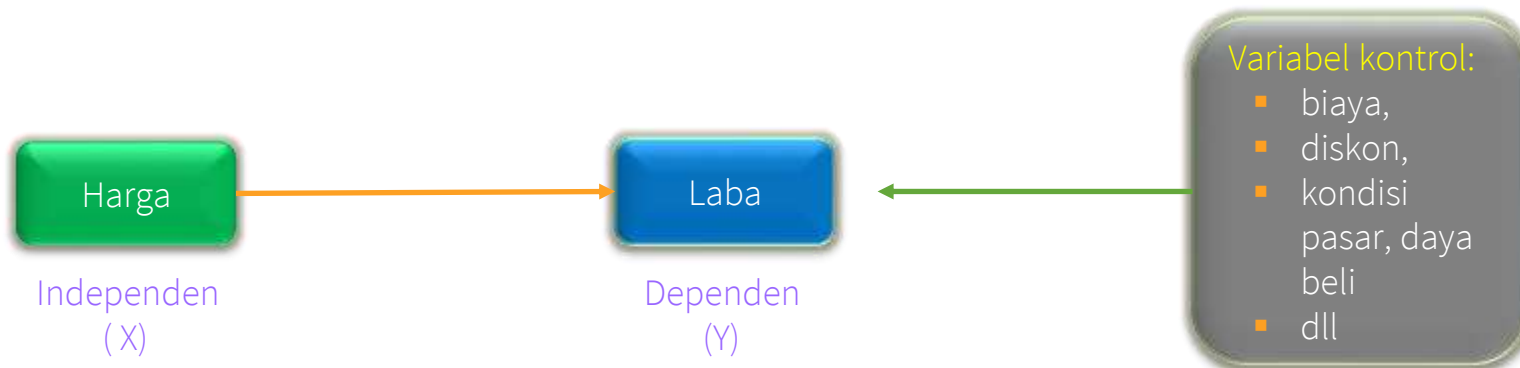 Harga
Independen
( X)
Laba
Dependen
(Y)
Variabel kontrol:
▪ biaya,
▪ diskon,
▪ kondisi
pasar, daya
beli
▪ dll